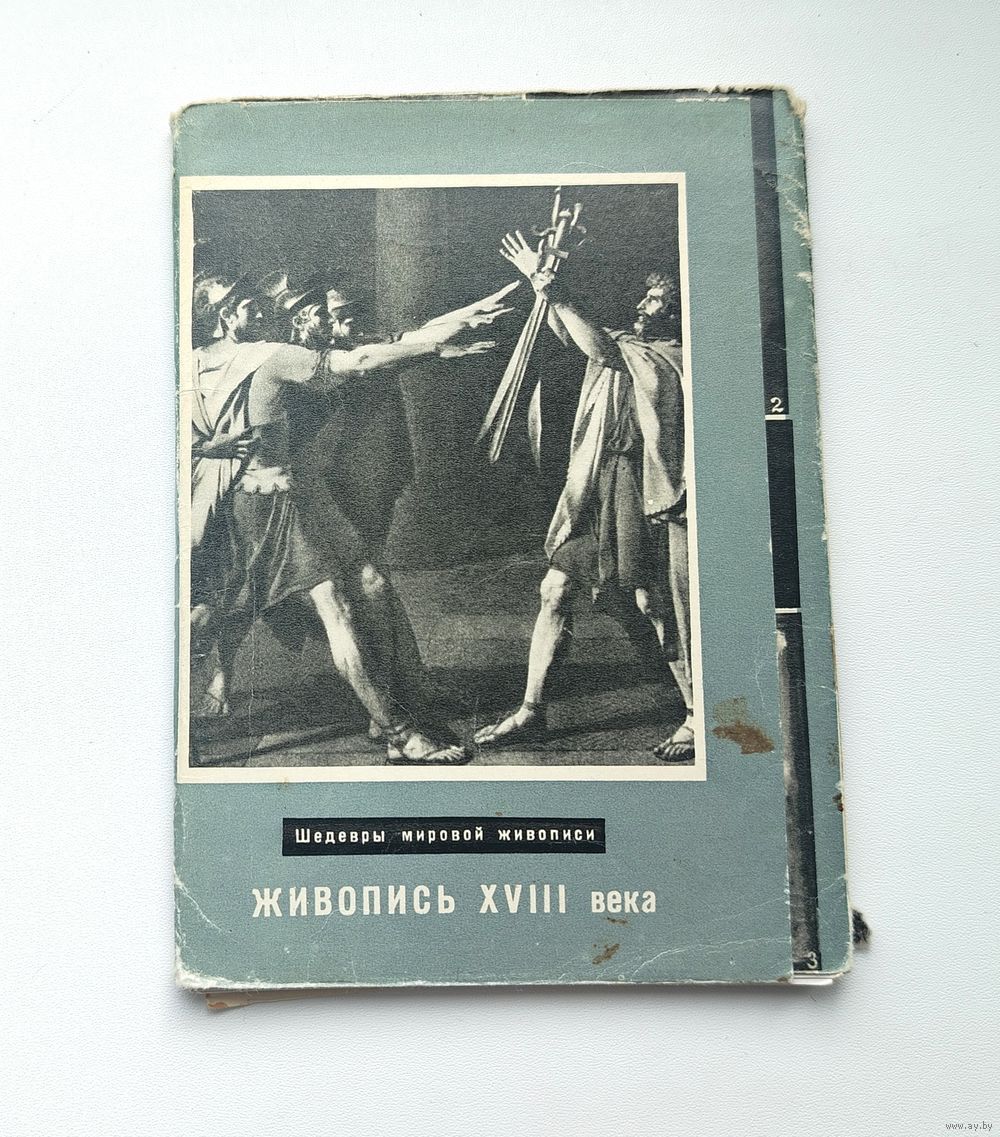 2
Шедевры мировой живописи
ЖИВОПИСЬ XVIII века
3
www.ay.by